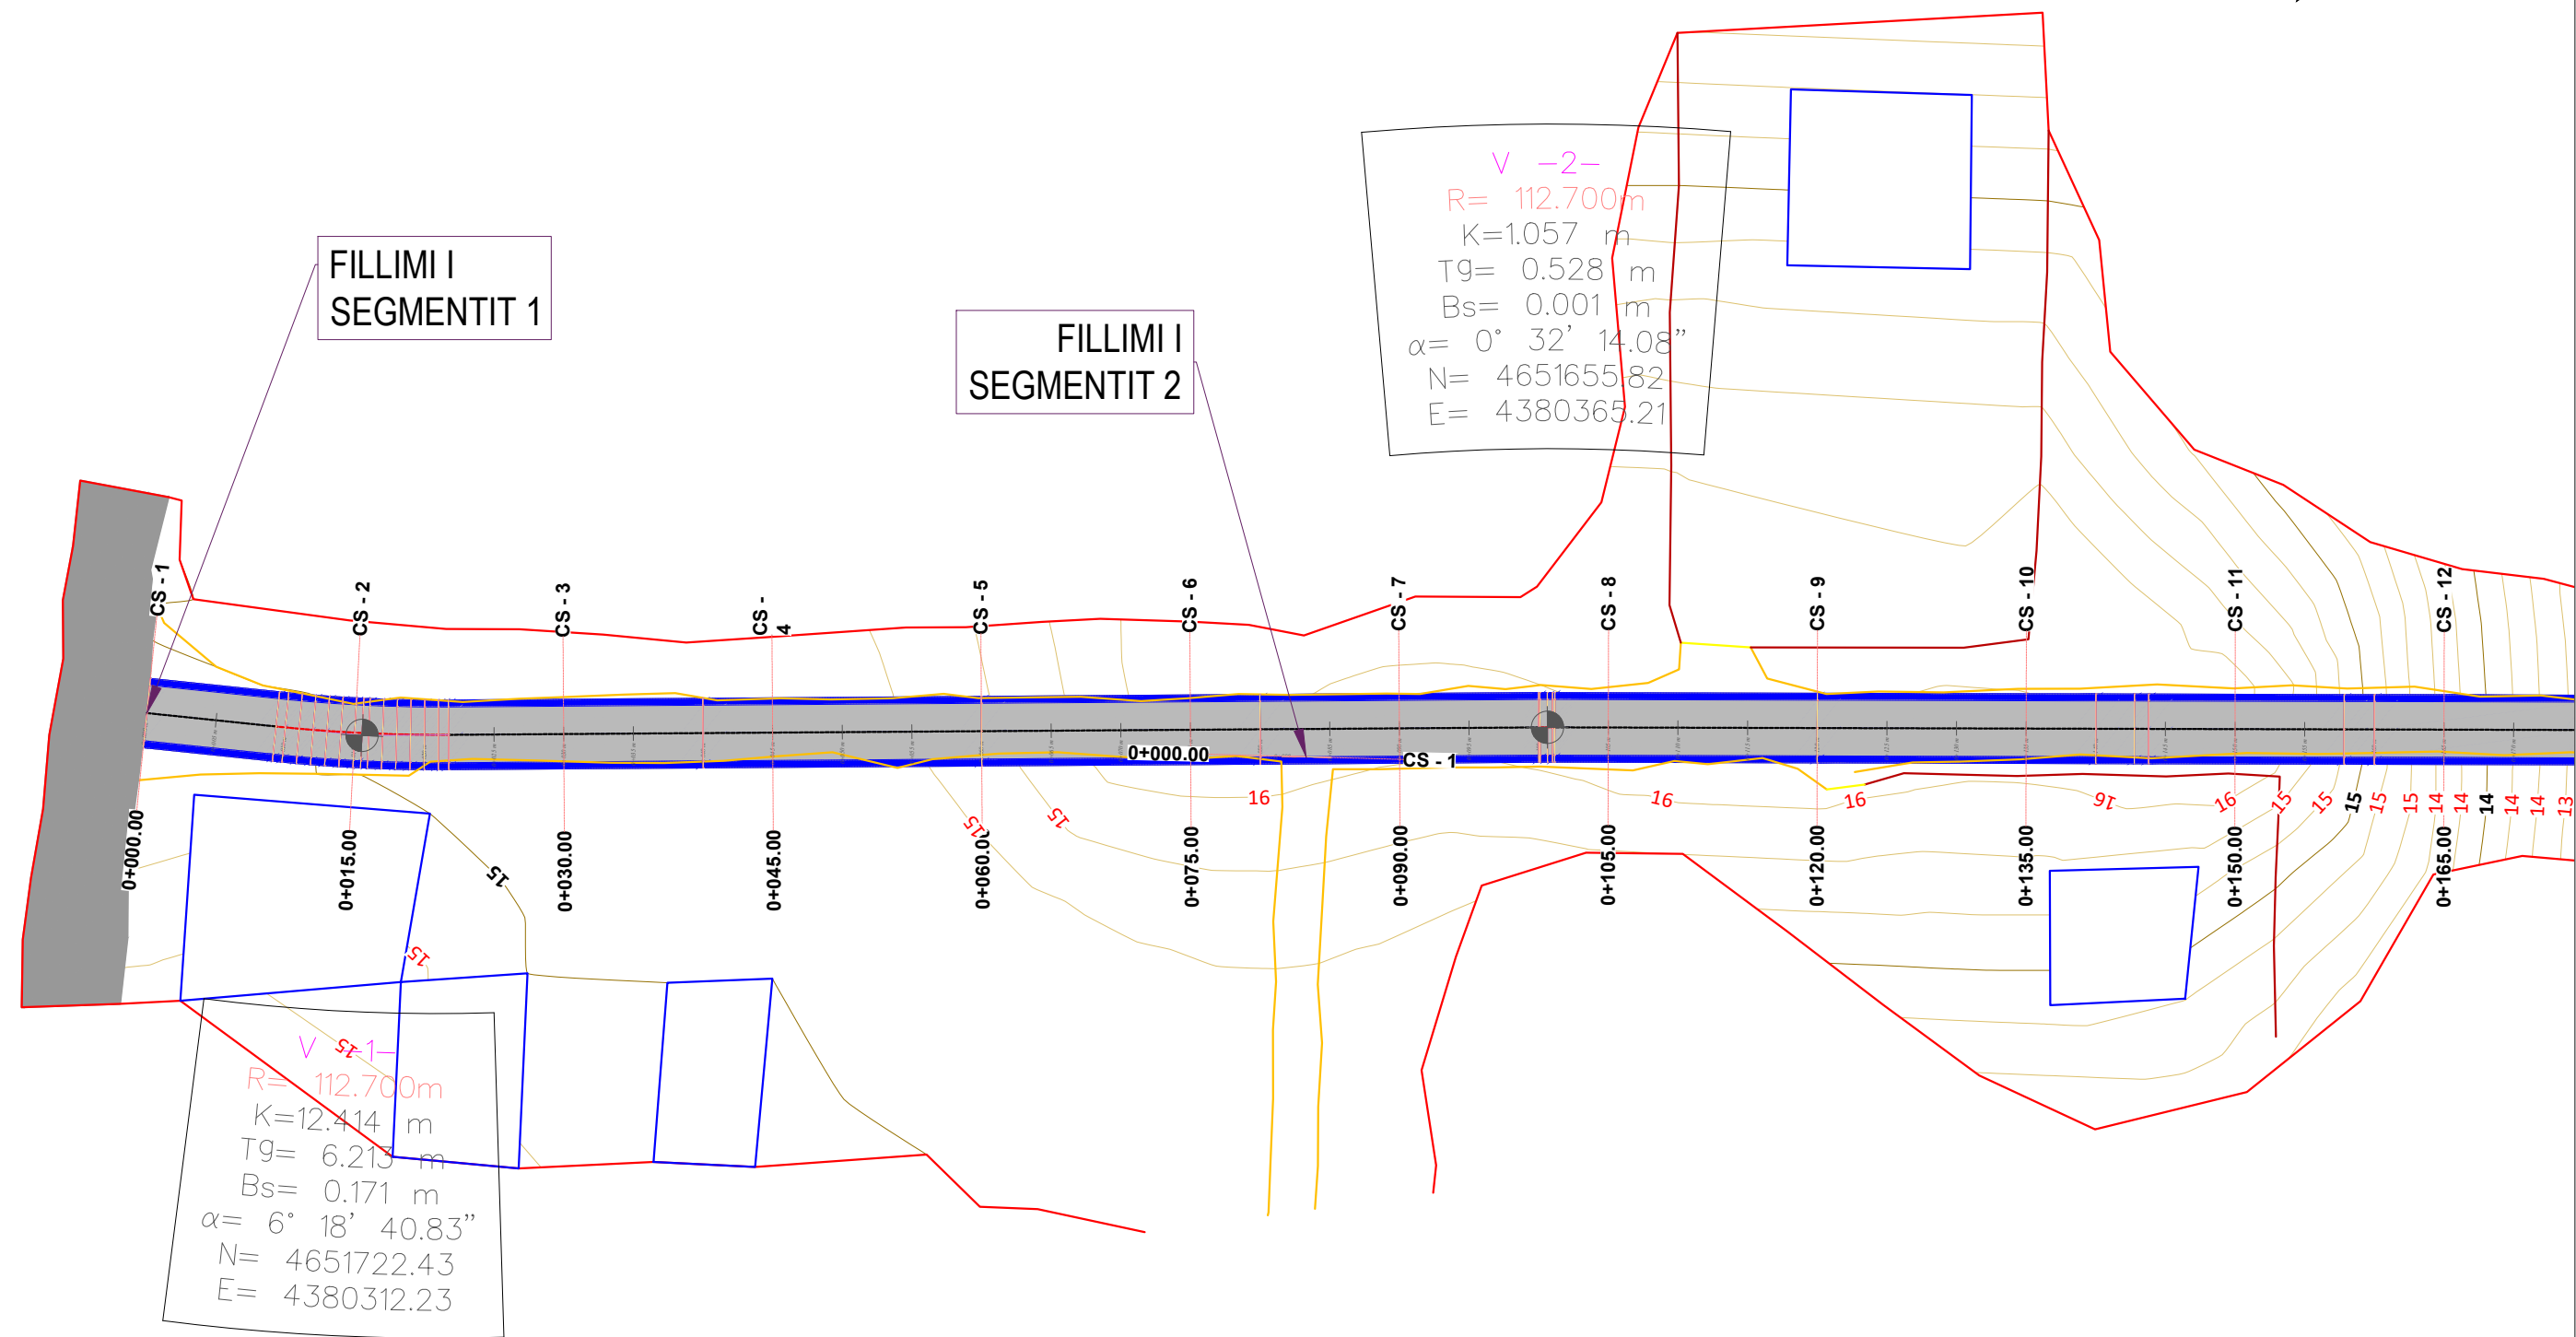 FILLIMI I
SEGMENTIT 1
FILLIMI I
SEGMENTIT 2
V -2-
R= 112.700m
K=1.057 m
Tg= 0.528 m
Bs= 0.001 m
α= 0° 32' 14.08"
N= 4651655.82
E= 4380365.21
CS - 1
CS - 2
CS - 3
CS -
4
CS - 5
CS - 6
CS - 7
CS - 8
CS - 9
CS - 10
CS - 11
CS - 12
0+000.00
CS - 1
16
15
15
16
16
16
16
15
15
15
15
15
14
14
14
14
14
13
0+000.00
0+015.00
0+030.00
0+045.00
0+060.00
0+075.00
0+090.00
0+105.00
0+120.00
0+135.00
0+150.00
0+165.00
15
15
15
V -1-
R= 112.700m
K=12.414 m
Tg= 6.213 m
Bs= 0.171 m
α= 6° 18' 40.83"
N= 4651722.43
E= 4380312.23